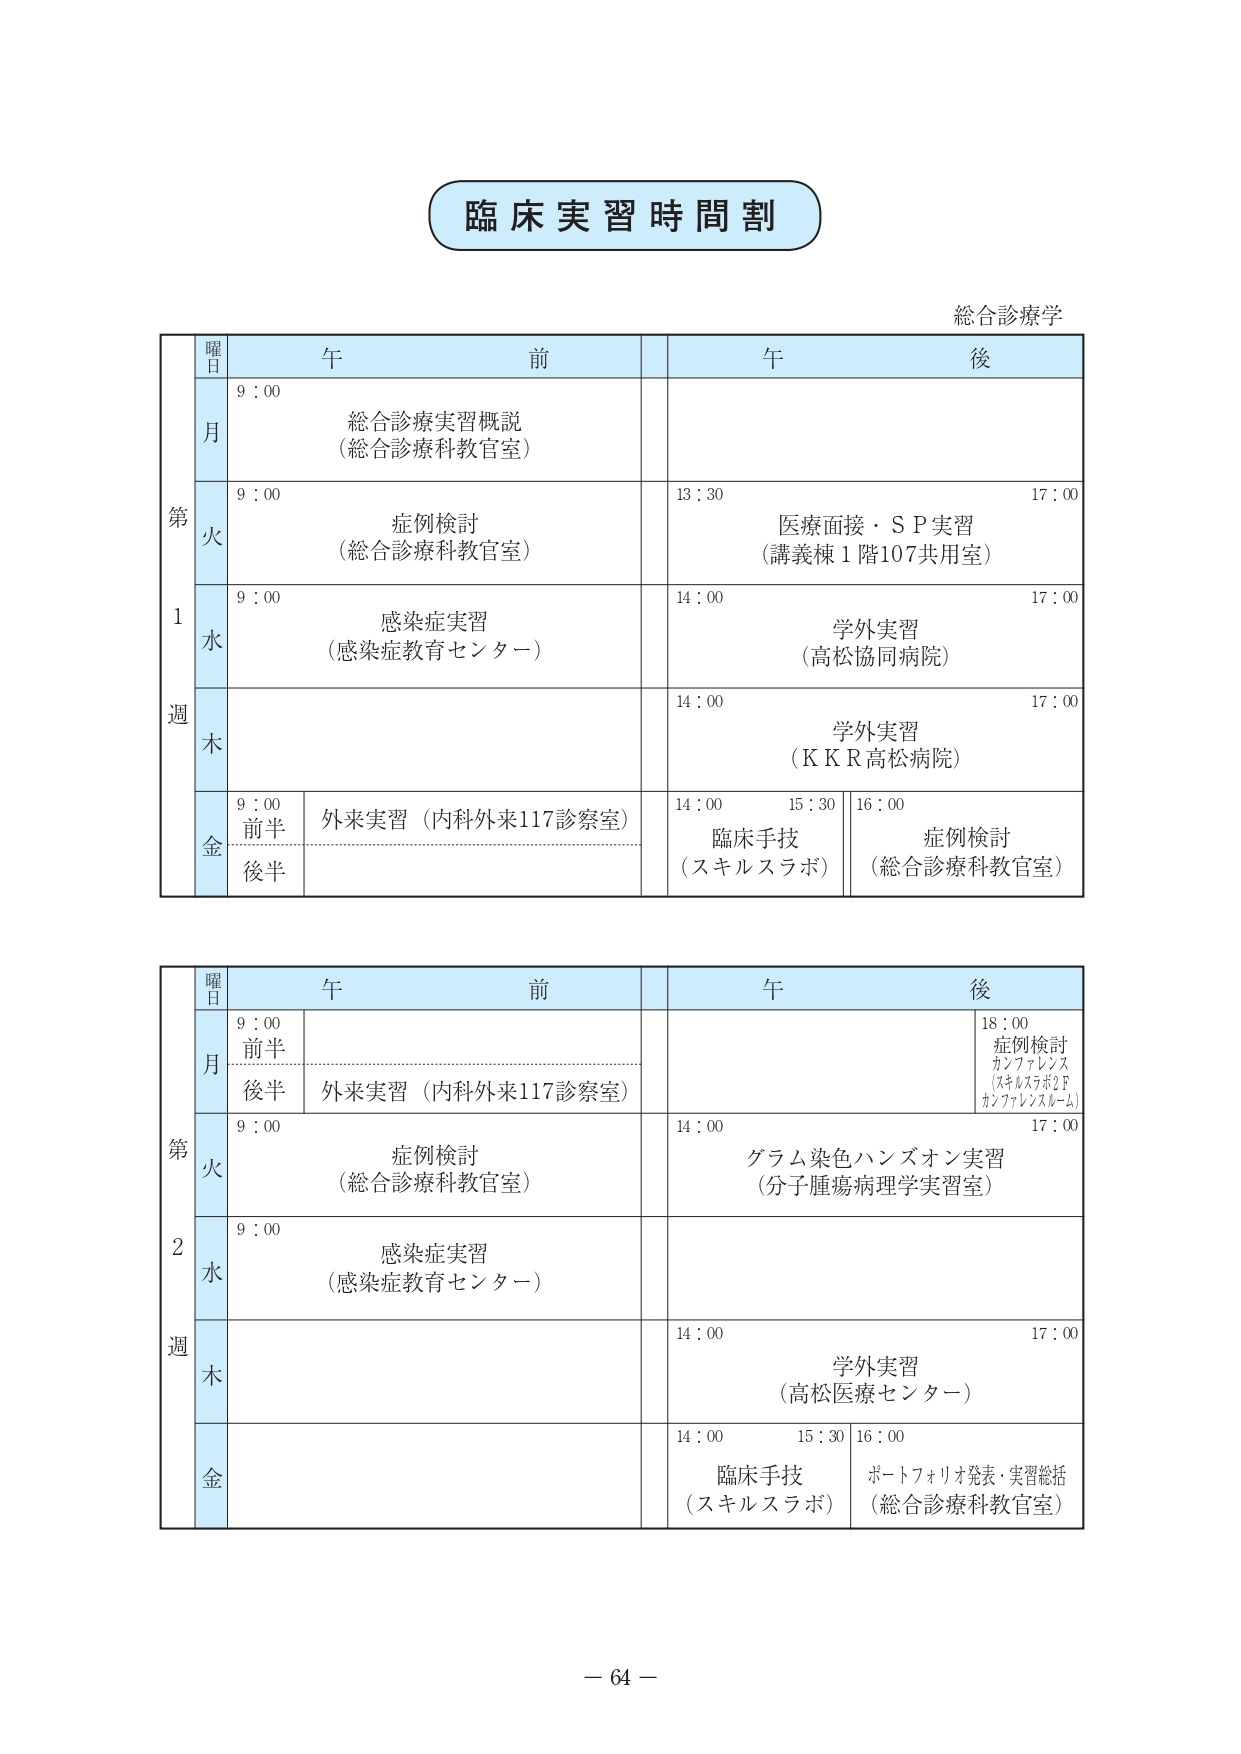 臨床実習時間割
総合診療学
第1週
曜日 午前 午後
月
9：00
総合診療実習概説
（総合診療科教官室）
火
9：00
症例検討
（総合診療科教官室）
13：30 17：00
医療面接・ＳＰ実習
（講義棟１階107共用室）
水
9：00
感染症実習
（感染症教育センター）
14：00 17：00
学外実習
（高松協同病院）
木
14：00 17：00
学外実習
（ＫＫＲ高松病院）
金
9：00
前半 外来実習（内科外来117診察室）
後半
14：00 15：30
臨床手技
（スキルスラボ）
16：00
症例検討
（総合診療科教官室）
第2週
曜日 午前 午後
月
9：00
前半
後半 外来実習（内科外来117診察室）
18：00
症例検討
カンファレンス
（スキルスラボ2Ｆ
カンファレンスルーム）
火
9：00
症例検討
（総合診療科教官室）
14：00 17：00
グラム染色ハンズオン実習
（分子腫瘍病理学実習室）
水
9：00
感染症実習
（感染症教育センター）
木
14：00 17：00
学外実習
（高松医療センター）
金
14：00 15：30
臨床手技
（スキルスラボ）
16：00
ポートフォリオ発表・実習総括
（総合診療科教官室）
― 64 ―